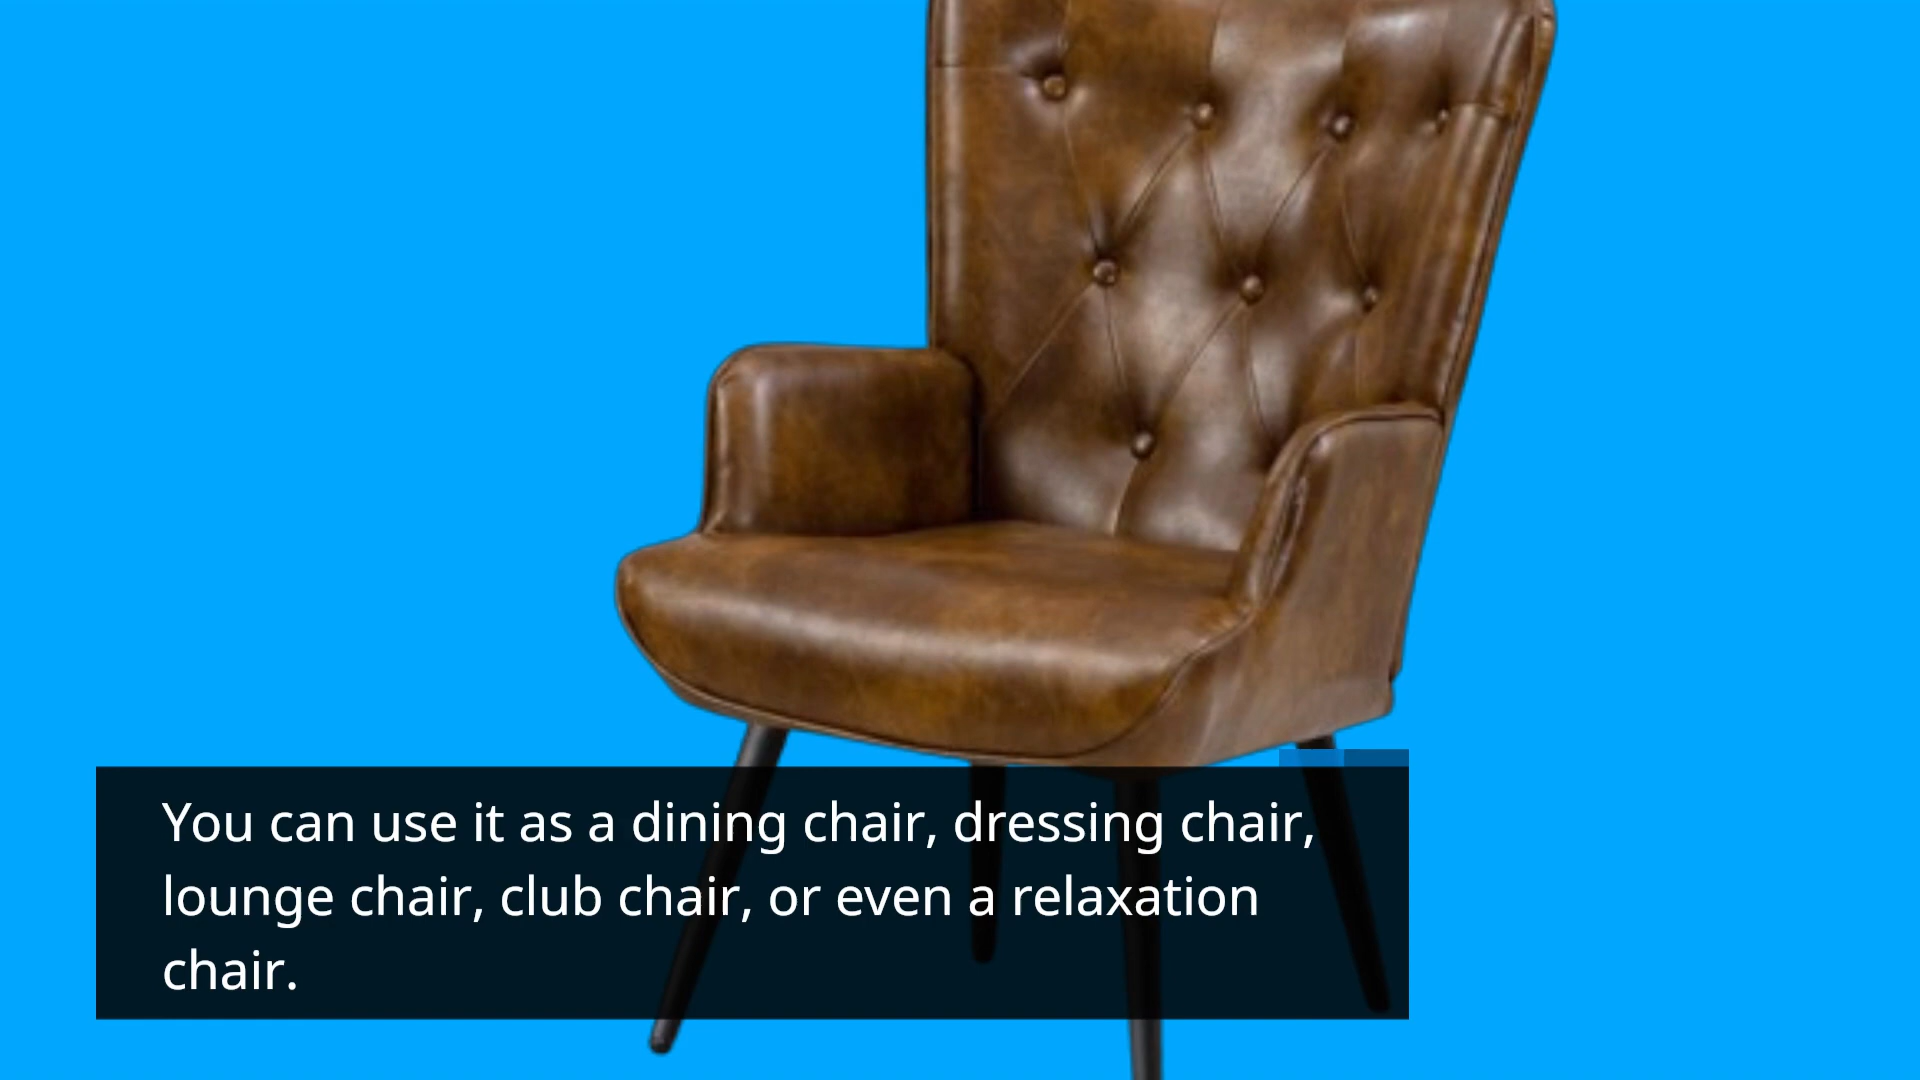 You can use it as a dining chair, dressing chair,
lounge chair, club chair, or even a relaxation
chair.